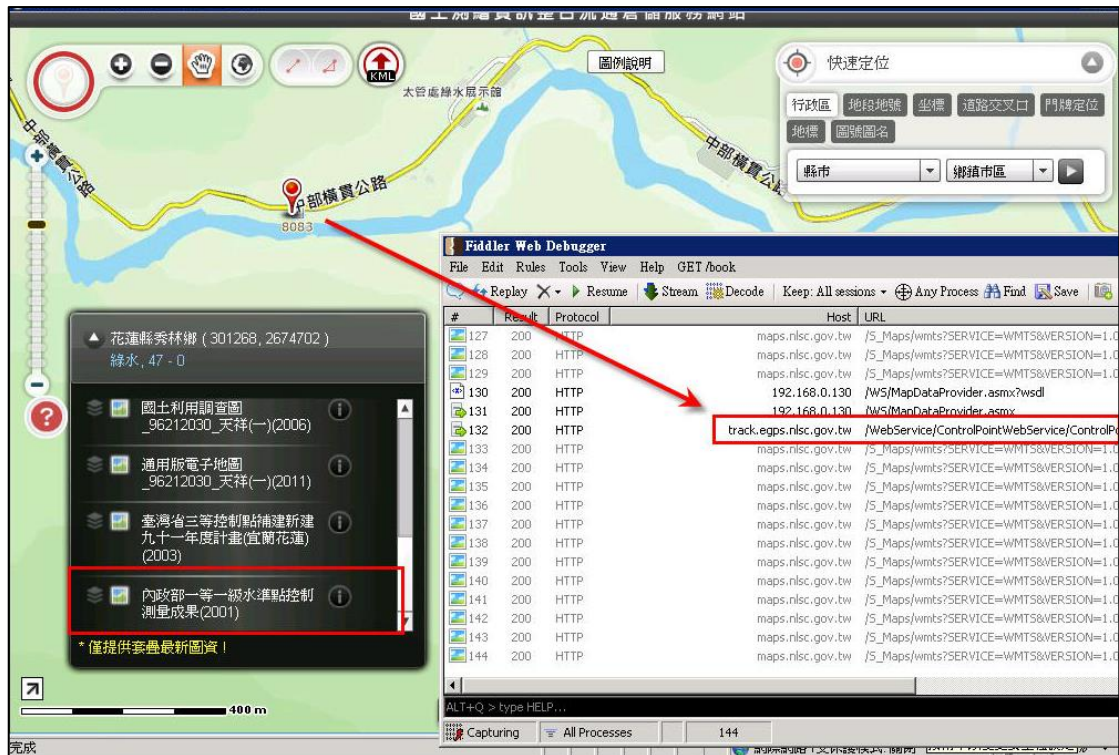 國土測繪資訊整合流通倉儲服務網站
KML
圖例說明
快速定位
行政區 地段地號 坐標 道路交叉口 門牌定位
地標 圖號圖名
縣市 鄉鎮市區
太管處綠水展示館
中部橫貫公路
中部橫貫公路
中部橫貫公路
8083
花蓮縣秀林鄉 ( 301268, 2674702 )
綠水, 47 - 0
國土利用調查圖
_96212030_天祥(一)(2006)
通用版電子地圖
_96212030_天祥(一)(2011)
臺灣省三等控制點補建新建
九十一年度計畫(宜蘭花蓮)
(2003)
內政部一等一級水準點控制
測量成果(2001)
* 僅提供套疊最新圖資！
400 m
完成
Fiddler Web Debugger
File Edit Rules Tools View Help GET /book
Replay Resume Stream Decode Keep: All sessions Any Process Find Save
# Result Protocol Host URL
127 200 HTTP maps.nlsc.gov.tw /S_Maps/wmts?SERVICE=WMTS&VERSION=1.0
128 200 HTTP maps.nlsc.gov.tw /S_Maps/wmts?SERVICE=WMTS&VERSION=1.0
129 200 HTTP maps.nlsc.gov.tw /S_Maps/wmts?SERVICE=WMTS&VERSION=1.0
130 200 HTTP 192.168.0.130 /WS/MapDataProvider.asmx?wsdl
131 200 HTTP 192.168.0.130 /WS/MapDataProvider.asmx
132 200 HTTP track.egps.nlsc.gov.tw /WebService/ControlPointWebService/ControlPo
133 200 HTTP maps.nlsc.gov.tw /S_Maps/wmts?SERVICE=WMTS&VERSION=1.0
134 200 HTTP maps.nlsc.gov.tw /S_Maps/wmts?SERVICE=WMTS&VERSION=1.0
135 200 HTTP maps.nlsc.gov.tw /S_Maps/wmts?SERVICE=WMTS&VERSION=1.0
136 200 HTTP maps.nlsc.gov.tw /S_Maps/wmts?SERVICE=WMTS&VERSION=1.0
137 200 HTTP maps.nlsc.gov.tw /S_Maps/wmts?SERVICE=WMTS&VERSION=1.0
138 200 HTTP maps.nlsc.gov.tw /S_Maps/wmts?SERVICE=WMTS&VERSION=1.0
139 200 HTTP maps.nlsc.gov.tw /S_Maps/wmts?SERVICE=WMTS&VERSION=1.0
140 200 HTTP maps.nlsc.gov.tw /S_Maps/wmts?SERVICE=WMTS&VERSION=1.0
141 200 HTTP maps.nlsc.gov.tw /S_Maps/wmts?SERVICE=WMTS&VERSION=1.0
142 200 HTTP maps.nlsc.gov.tw /S_Maps/wmts?SERVICE=WMTS&VERSION=1.0
143 200 HTTP maps.nlsc.gov.tw /S_Maps/wmts?SERVICE=WMTS&VERSION=1.0
144 200 HTTP maps.nlsc.gov.tw /S_Maps/wmts?SERVICE=WMTS&VERSION=1.0
ALT+Q > type HELP...
Capturing All Processes 144